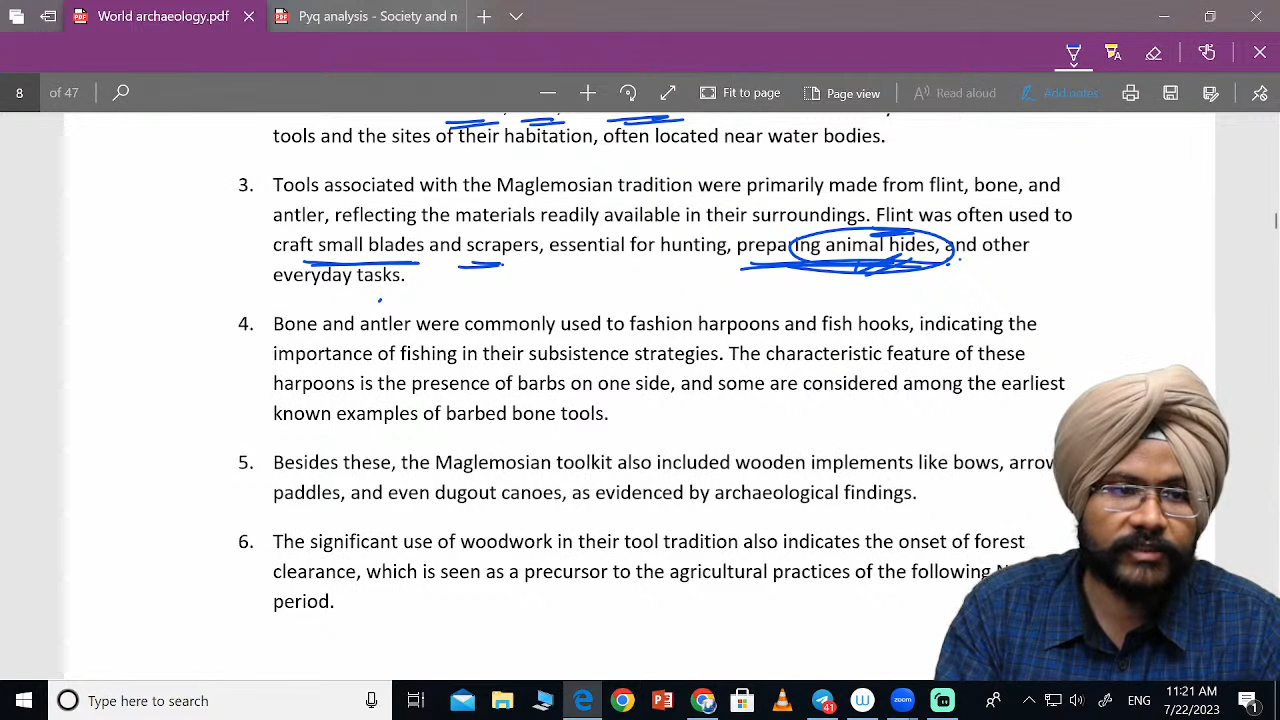 World archaeology.pdf
Pyq analysis - Society and n
8 of 47
Fit to page
Page view
Read aloud
Add notes
tools and the sites of their habitation, often located near water bodies.
3. Tools associated with the Maglemosian tradition were primarily made from flint, bone, and
antler, reflecting the materials readily available in their surroundings. Flint was often used to
craft small blades and scrapers, essential for hunting, preparing animal hides, and other
everyday tasks.
4. Bone and antler were commonly used to fashion harpoons and fish hooks, indicating the
importance of fishing in their subsistence strategies. The characteristic feature of these
harpoons is the presence of barbs on one side, and some are considered among the earliest
known examples of barbed bone tools.
5. Besides these, the Maglemosian toolkit also included wooden implements like bows,
paddles, and even dugout canoes, as evidenced by archaeological findings.
6. The significant use of woodwork in their tool tradition also indicates the onset of forest
clearance, which is seen as a precursor to the agricultural practices of the following
period.
Type here to search
41
zoom
ENG
11:21 AM
7/22/2023
1